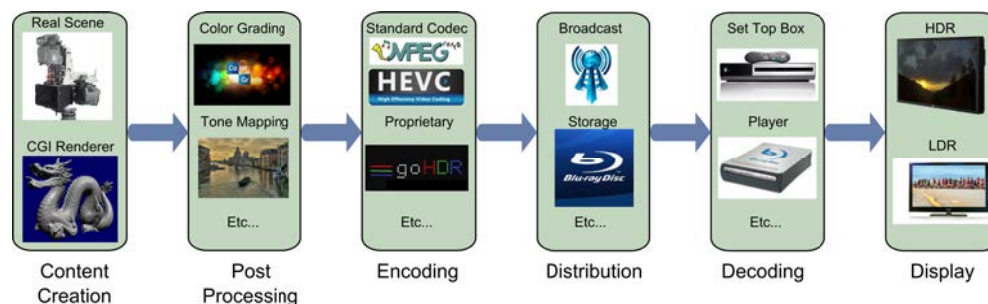 Real Scene
CGI Renderer
Content
Creation
Color Grading
Co
Gr
Tone Mapping
Etc...
Post
Processing
Standard Codec
MPEG
HEVC
High Efficiency Video Coding
Proprietary
goHDR
Etc...
Encoding
Broadcast
Storage
Blu-ray Disc
Etc...
Distribution
Set Top Box
Player
Etc...
Decoding
HDR
LDR
Display